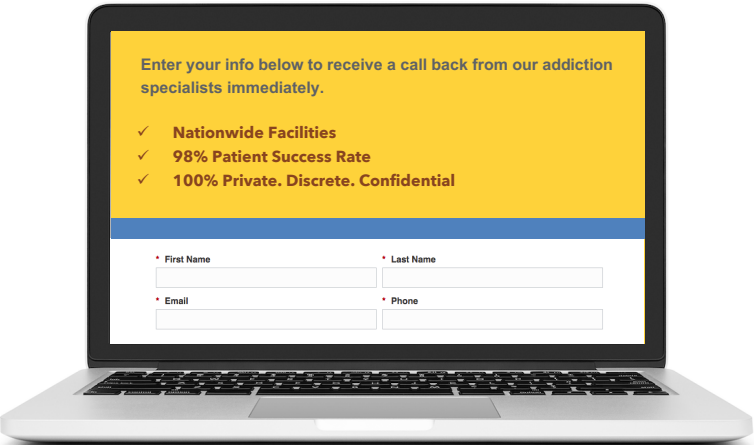 Enter your info below to receive a call back from our addiction
specialists immediately.
✓ Nationwide Facilities
✓ 98% Patient Success Rate
✓ 100% Private. Discrete. Confidential
* First Name * Last Name
* Email * Phone